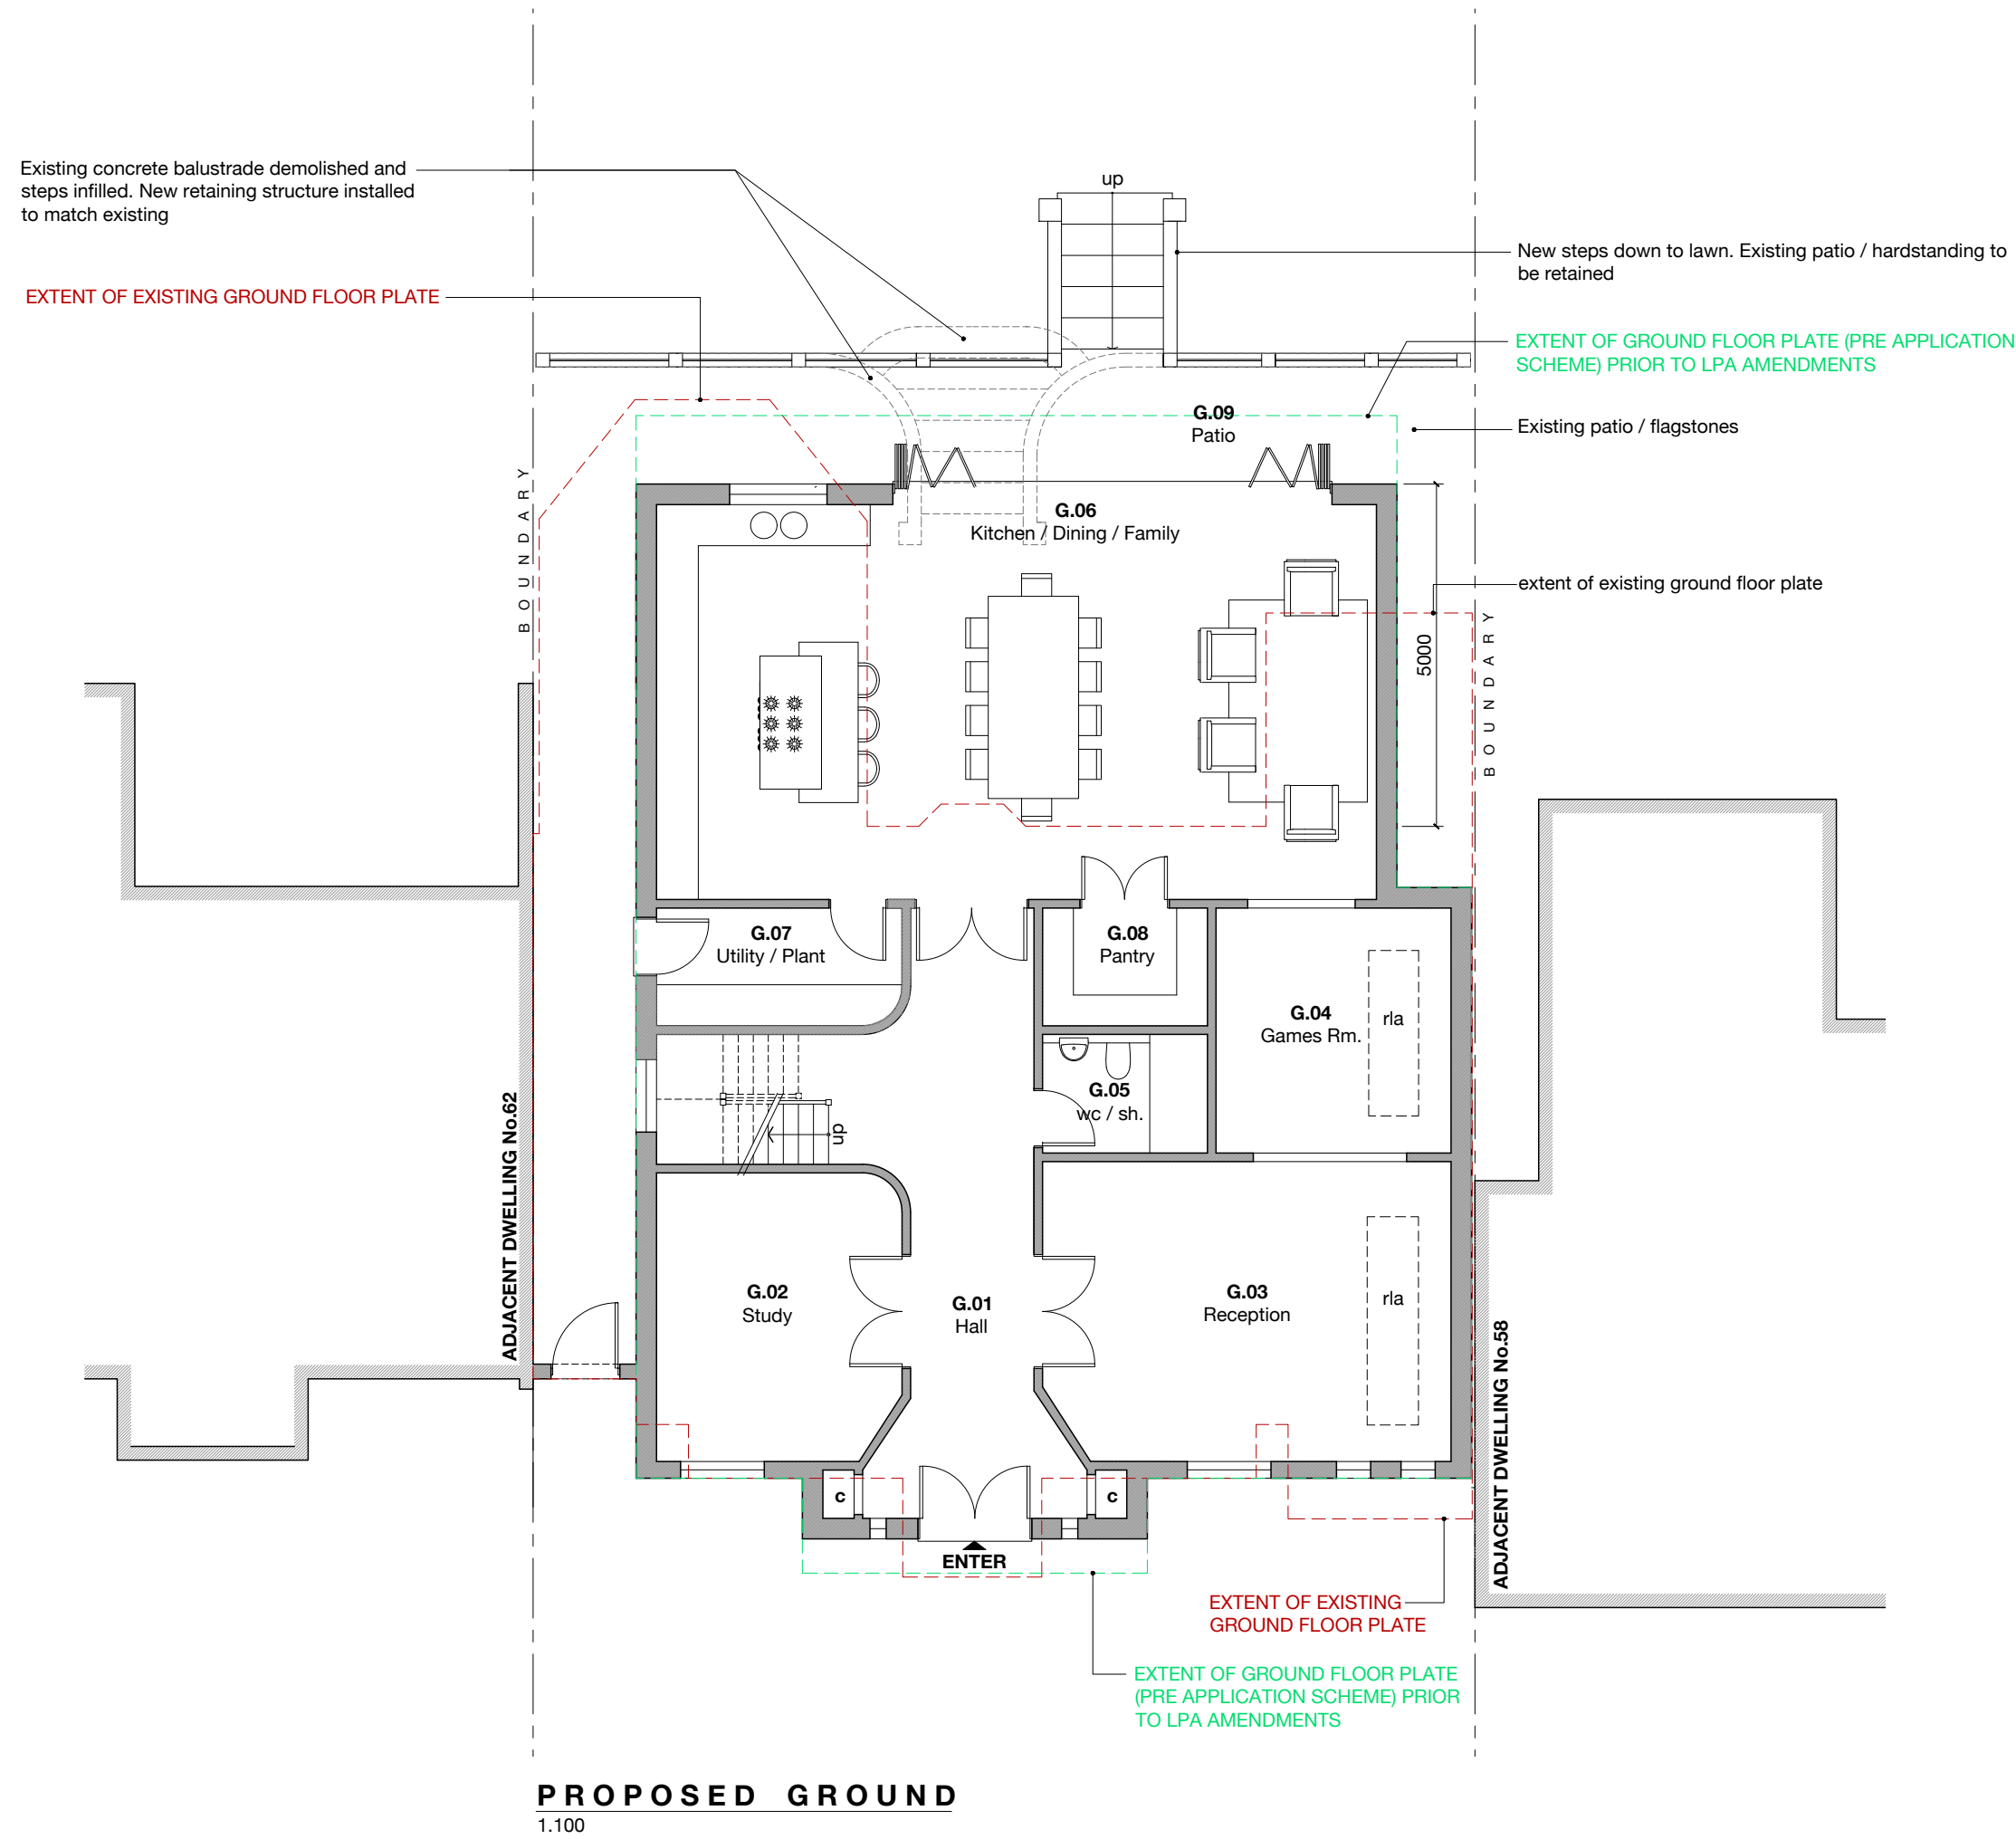 up
Existing concrete balustrade demolished and
steps infilled. New retaining structure installed
to match existing
New steps down to lawn. Existing patio / hardstanding to
be retained
EXTENT OF EXISTING GROUND FLOOR PLATE
EXTENT OF GROUND FLOOR PLATE (PRE APPLICATION
SCHEME) PRIOR TO LPA AMENDMENTS
G.09
Patio
Existing patio / flagstones
BOUNDARY
G.06
Kitchen / Dining / Family
extent of existing ground floor plate
5000
BOUNDARY
G.07
Utility / Plant
G.08
Pantry
G.04
Games Rm.
rla
G.05
wc / sh.
up
ADJACENT DWELLING No.62
G.02
Study
G.01
Hall
G.03
Reception
rla
ADJACENT DWELLING No.58
c
c
ENTER
EXTENT OF EXISTING
GROUND FLOOR PLATE
EXTENT OF GROUND FLOOR PLATE
(PRE APPLICATION SCHEME) PRIOR
TO LPA AMENDMENTS
PROPOSED GROUND
1.100